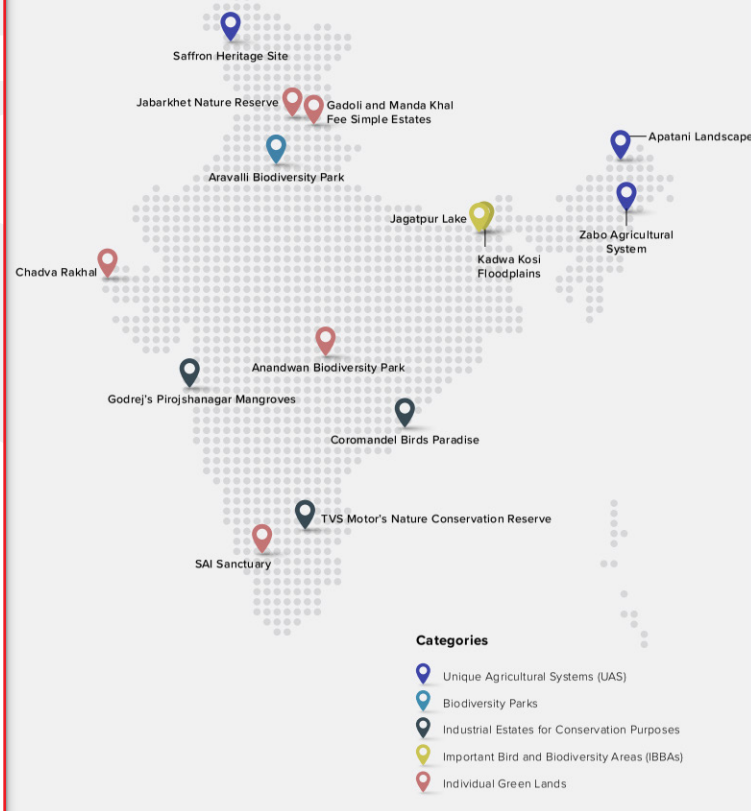 Saffron Heritage Site
Jabarkhet Nature Reserve
Gadoli and Manda Khal
Fee Simple Estates
Apatani Landscape
Aravalli Biodiversity Park
Jagatpur Lake
Zabo Agricultural
System
Kadwa Kosi
Floodplains
Chadva Rakhal
Anandwan Biodiversity Park
Godrej's Pirojshanagar Mangroves
Coromandel Birds Paradise
TVS Motor's Nature Conservation Reserve
SAI Sanctuary
Categories
Unique Agricultural Systems (UAS)
Biodiversity Parks
Industrial Estates for Conservation Purposes
Important Bird and Biodiversity Areas (IBBAs)
Individual Green Lands